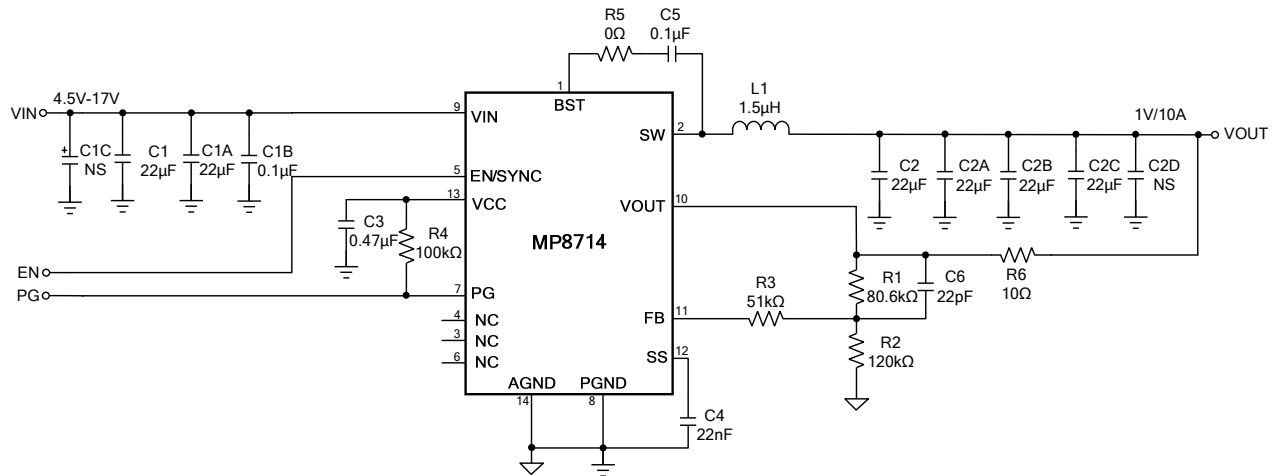 R5
0Ω
C5
0.1µF
1
BST
VIN
4.5V-17V
9
VIN
C1C
NS
C1
22µF
C1A
22µF
C1B
0.1µF
5
EN/SYNC
13
VCC
C3
0.47µF
R4
100kΩ
EN
PG
7
PG
4
NC
3
NC
6
NC
MP8714
AGND
14
PGND
8
SW
2
L1
1.5µH
1V/10A
VOUT
C2
22µF
C2A
22µF
C2B
22µF
C2C
22µF
C2D
NS
VOUT
10
R1
80.6kΩ
C6
22pF
R6
10Ω
R3
51kΩ
FB
11
R2
120kΩ
SS
12
C4
22nF